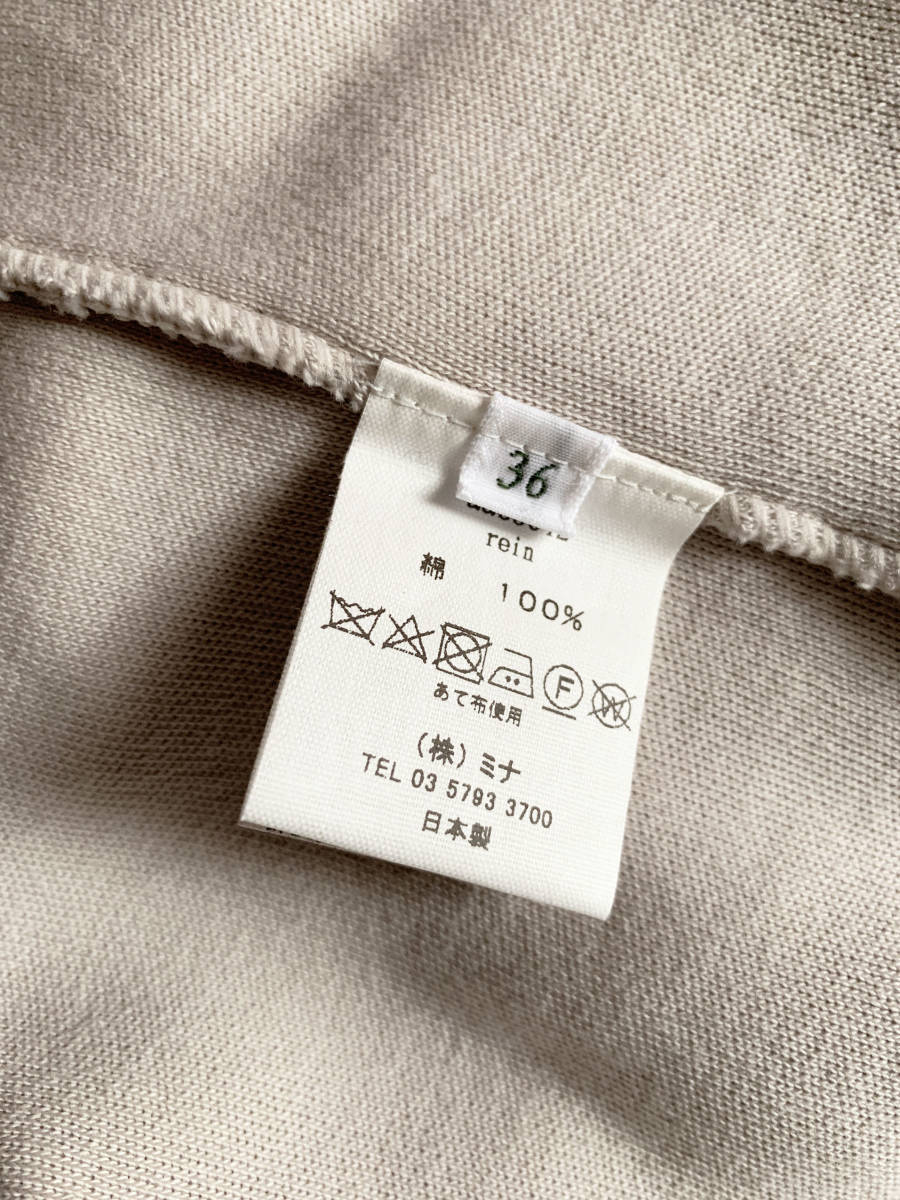 36
rein
綿 100%
F W
あて布使用
(株)ミナ
TEL 03 5793 3700
日本製